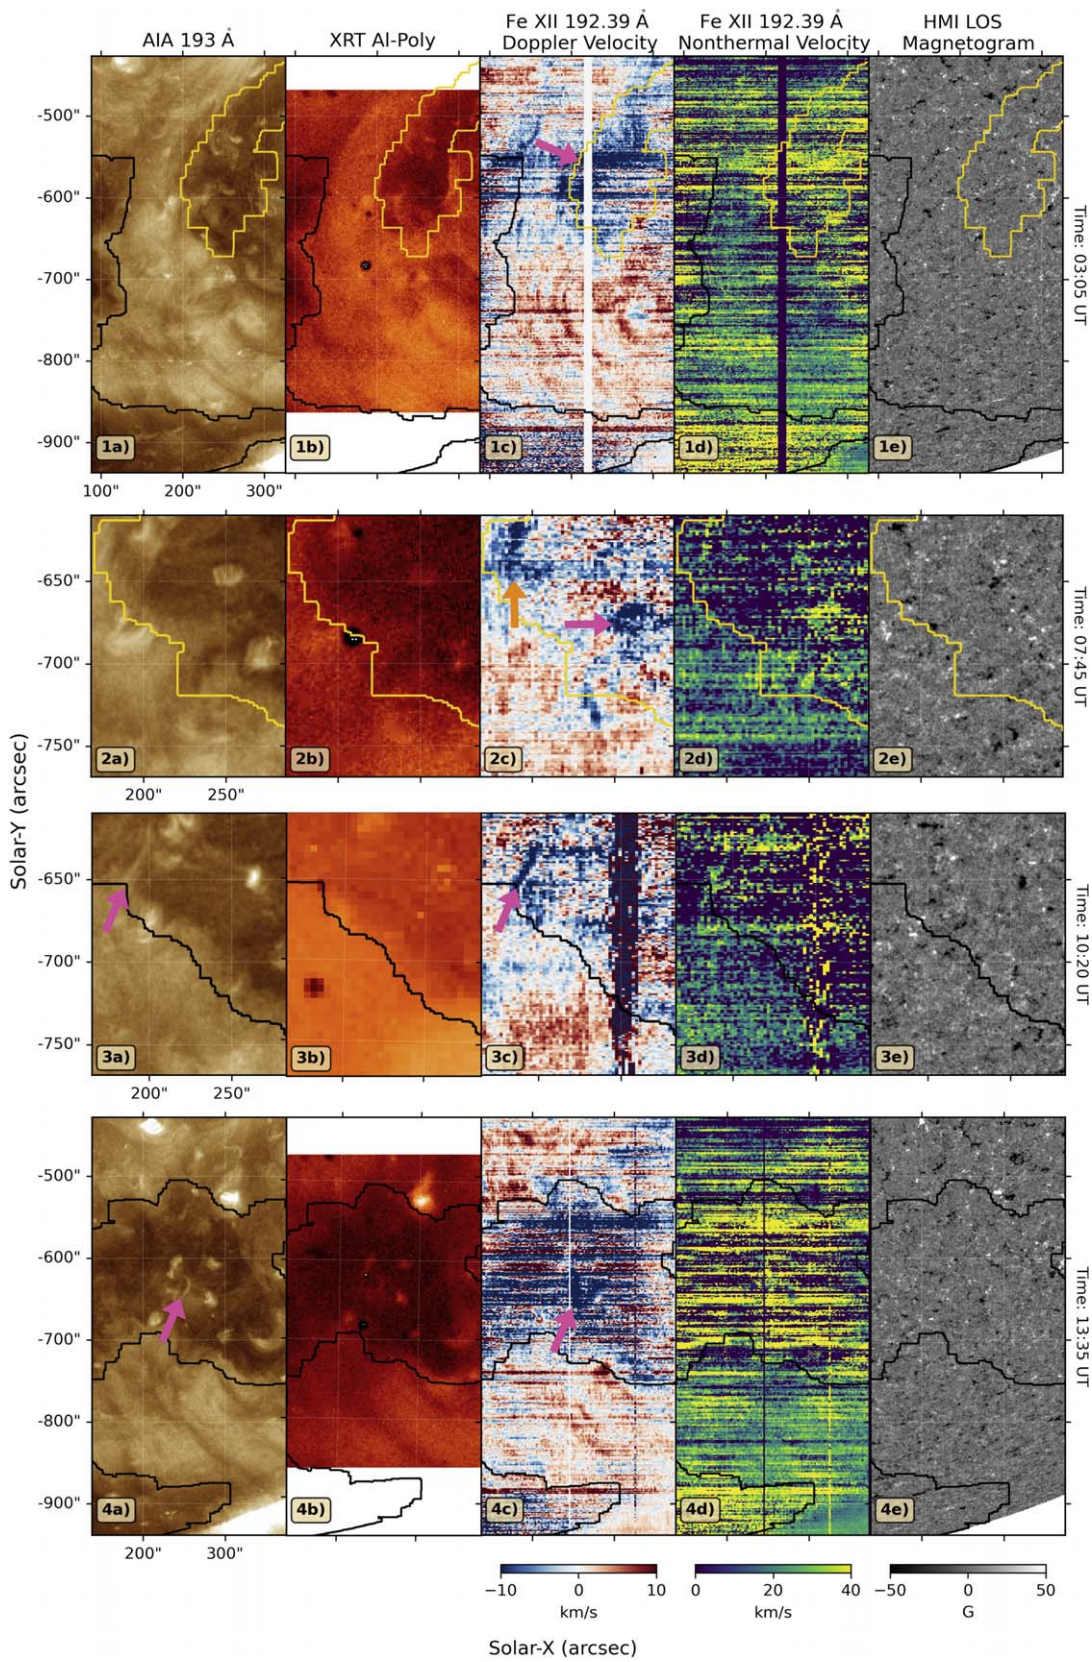 AIA 193 Å
XRT Al-Poly
Fe XII 192.39 Å
Doppler Velocity
Fe XII 192.39 Å
Nonthermal Velocity
HMI LOS
Magnetogram
-500"
-600"
-700"
-800"
-900"
1a)
1b)
1c)
1d)
1e)
100"
200"
300"
Time: 03:05 UT
-650"
-700"
-750"
2a)
2b)
2c)
2d)
2e)
200"
250"
Time: 07:45 UT
Solar-Y (arcsec)
-650"
-700"
-750"
3a)
3b)
3c)
3d)
3e)
200"
250"
Time: 10:20 UT
-500"
-600"
-700"
-800"
-900"
4a)
4b)
4c)
4d)
4e)
200"
300"
Time: 13:35 UT
−10
0
10
km/s
0
20
40
km/s
−50
0
50
G
Solar-X (arcsec)